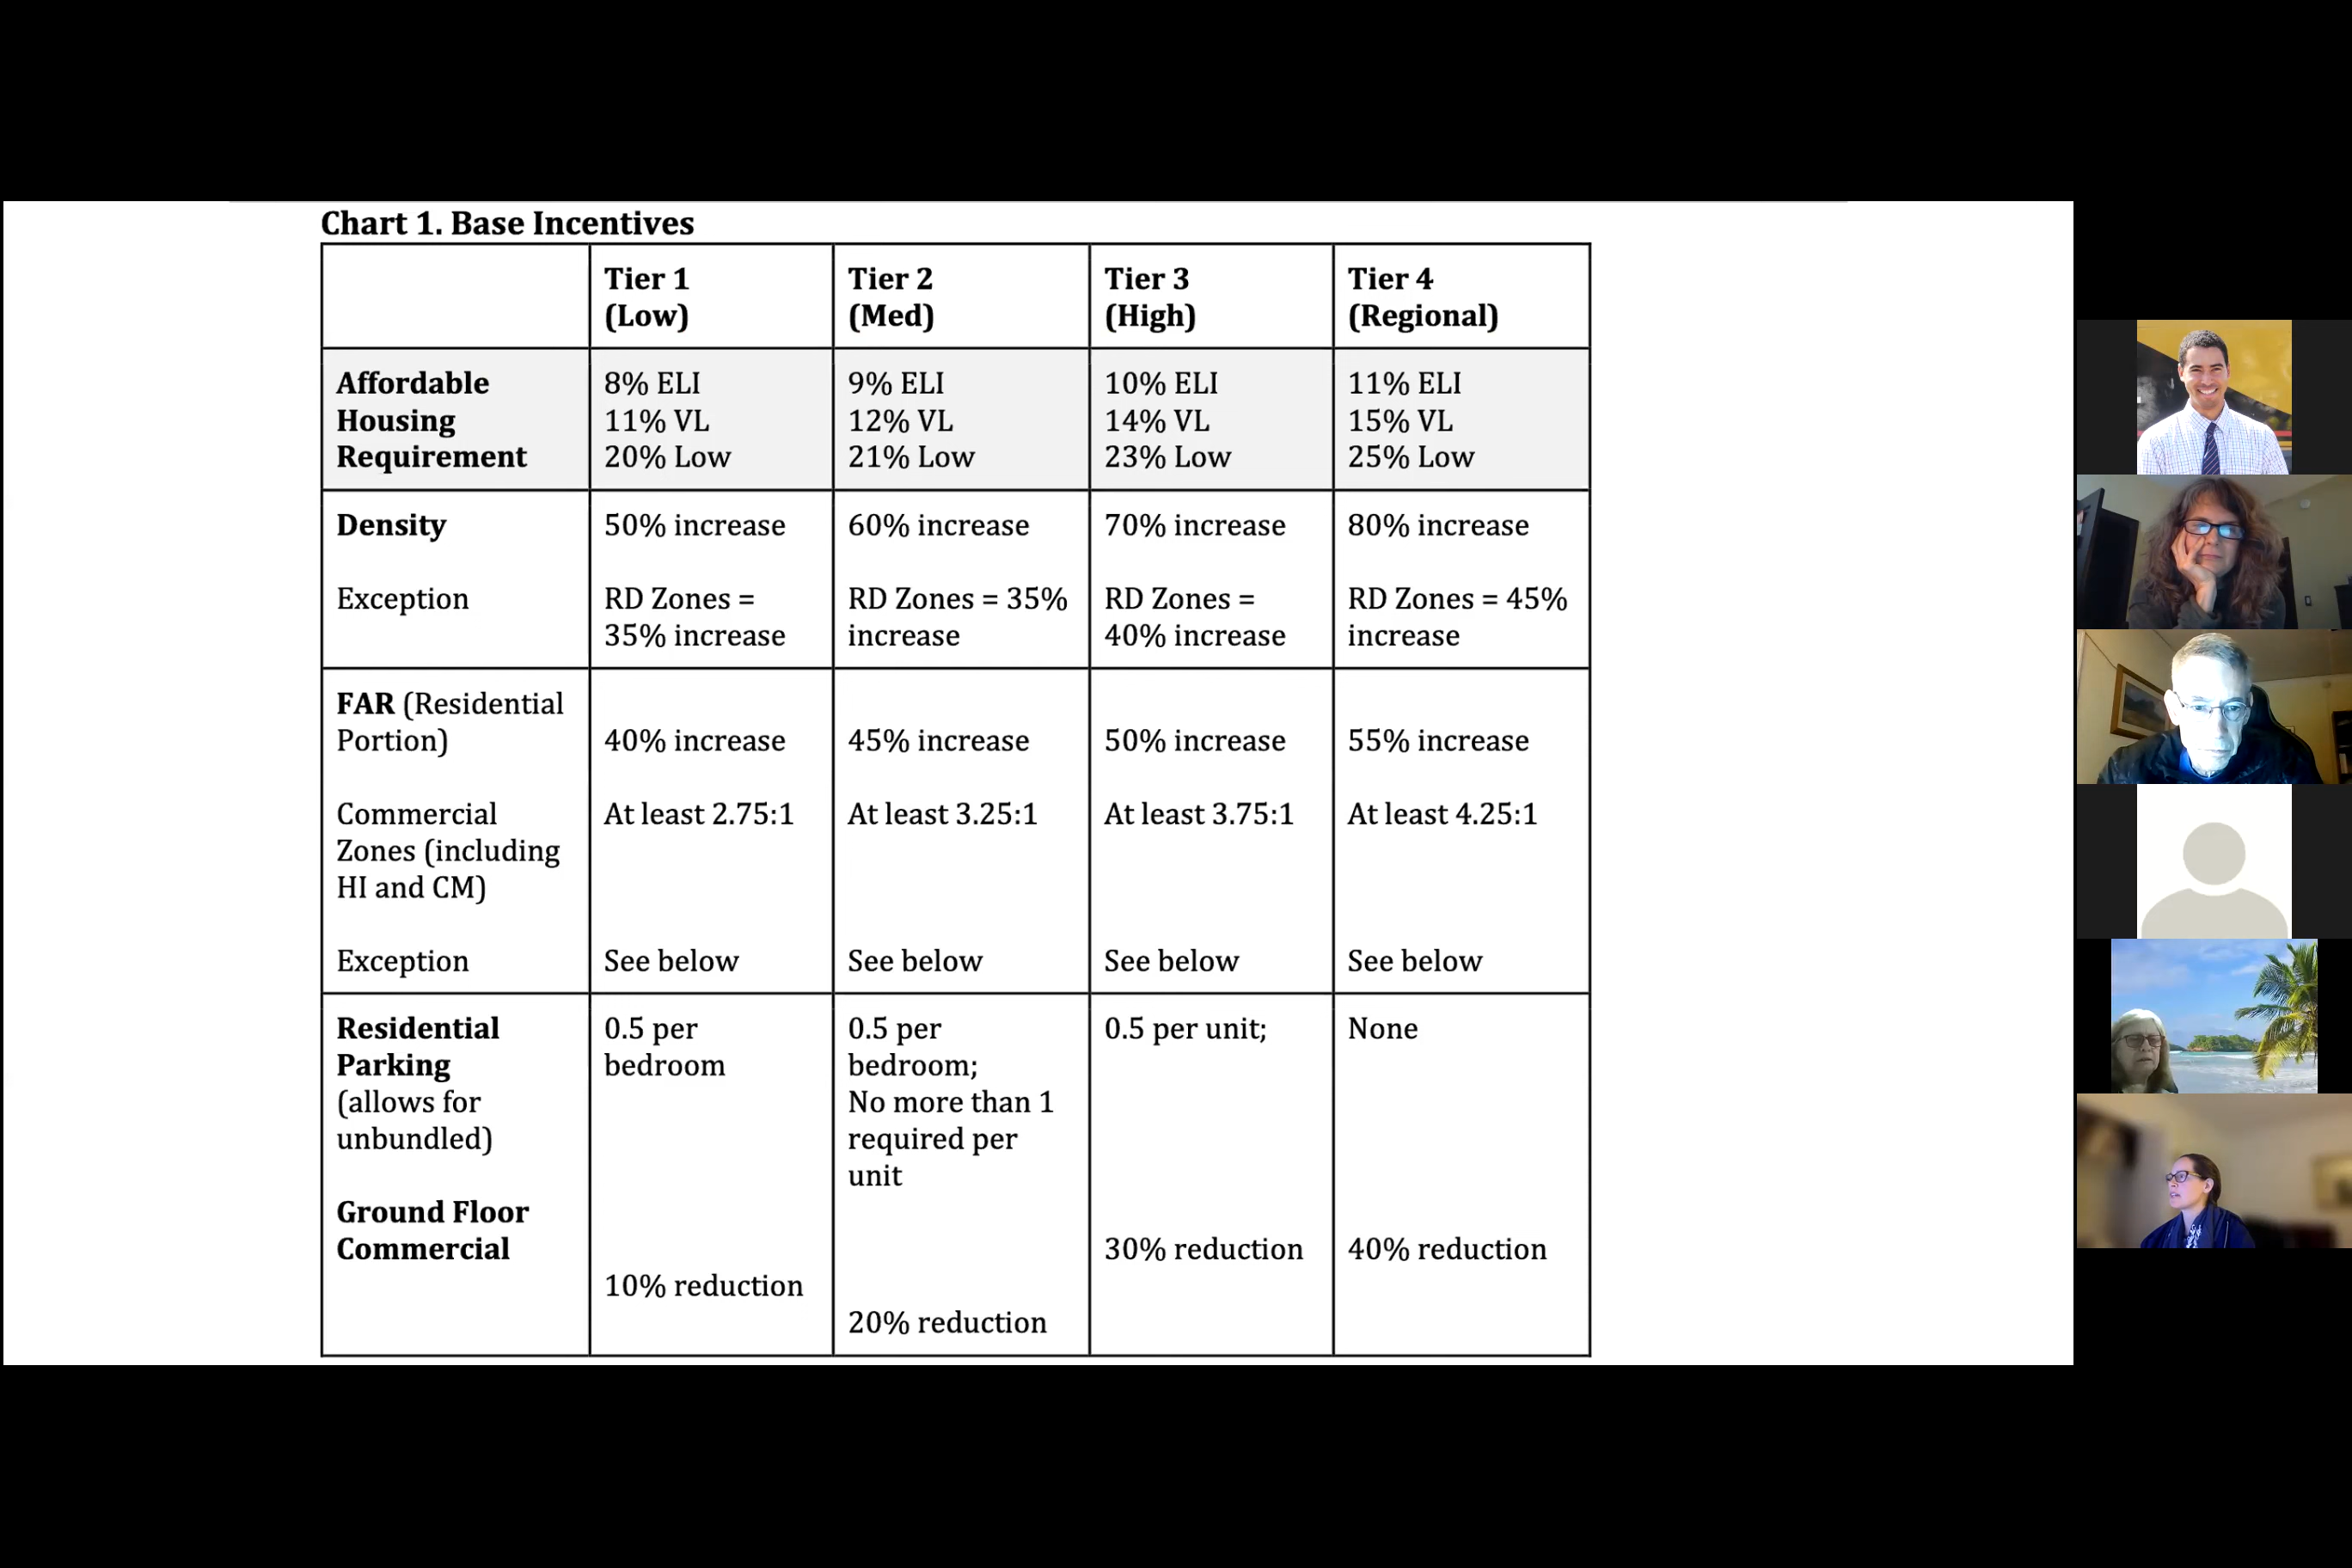 Chart 1. Base Incentives
Tier 1
(Low)
Tier 2
(Med)
Tier 3
(High)
Tier 4
(Regional)
Affordable
Housing
Requirement
8% ELI
11% VL
20% Low
9% ELI
12% VL
21% Low
10% ELI
14% VL
23% Low
11% ELI
15% VL
25% Low
Density
Exception
50% increase
RD Zones =
35% increase
60% increase
RD Zones = 35%
increase
70% increase
RD Zones =
40% increase
80% increase
RD Zones = 45%
increase
FAR (Residential
Portion)
Commercial
Zones (including
HI and CM)
Exception
40% increase
At least 2.75:1
See below
45% increase
At least 3.25:1
See below
50% increase
At least 3.75:1
See below
55% increase
At least 4.25:1
See below
Residential
Parking
(allows for
unbundled)
Ground Floor
Commercial
0.5 per
bedroom
10% reduction
0.5 per
bedroom;
No more than 1
required per
unit
20% reduction
0.5 per unit;
30% reduction
None
40% reduction